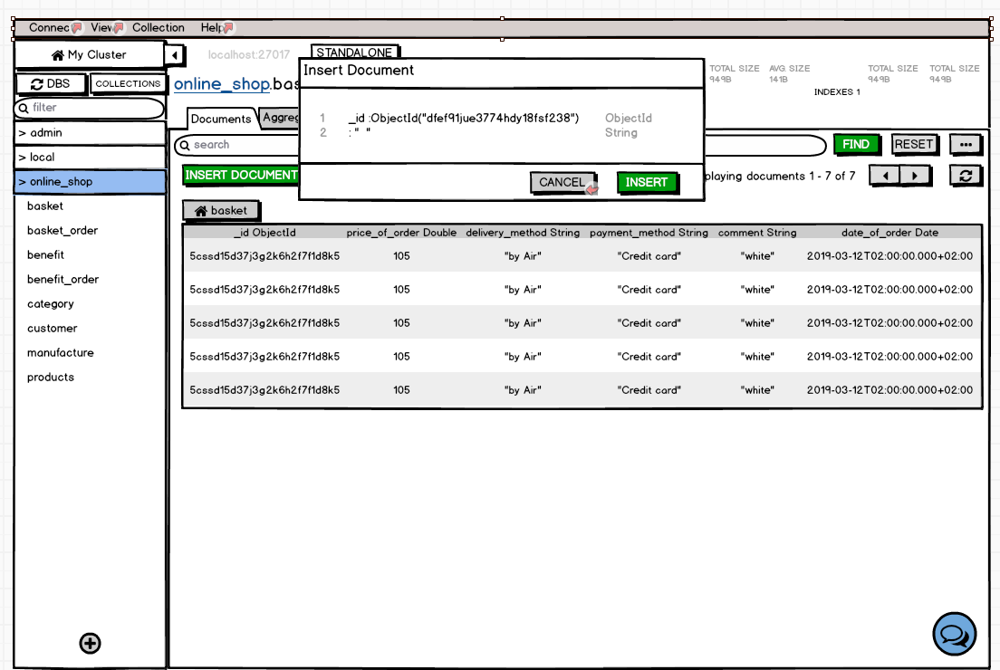 Connec View Collection Help
My Cluster
localhost:27017 STANDALONE
DBS COLLECTIONS
online_shop.bas
TOTAL SIZE AVG. SIZE TOTAL SIZE TOTAL SIZE
949B 141B 949B 949B
INDEXES 1
filter
Documents Aggreg
Insert Document
1 _id :ObjectId("dfef91jue3774hdy18fsf238") ObjectId
2 : " " String
CANCEL INSERT
> admin
> local
> online_shop
basket
basket_order
benefit
benefit_order
category
customer
manufacture
products
search FIND RESET ...
INSERT DOCUMENT playing documents 1 - 7 of 7
basket
_id ObjectId price_of_order Double delivery_method String payment_method String comment String date_of_order Date
5cssd15d37j3g2k6h2f7f1d8k5 105 "by Air" "Credit card" "white" 2019-03-12T02:00:00.000+02:00
5cssd15d37j3g2k6h2f7f1d8k5 105 "by Air" "Credit card" "white" 2019-03-12T02:00:00.000+02:00
5cssd15d37j3g2k6h2f7f1d8k5 105 "by Air" "Credit card" "white" 2019-03-12T02:00:00.000+02:00
5cssd15d37j3g2k6h2f7f1d8k5 105 "by Air" "Credit card" "white" 2019-03-12T02:00:00.000+02:00
5cssd15d37j3g2k6h2f7f1d8k5 105 "by Air" "Credit card" "white" 2019-03-12T02:00:00.000+02:00